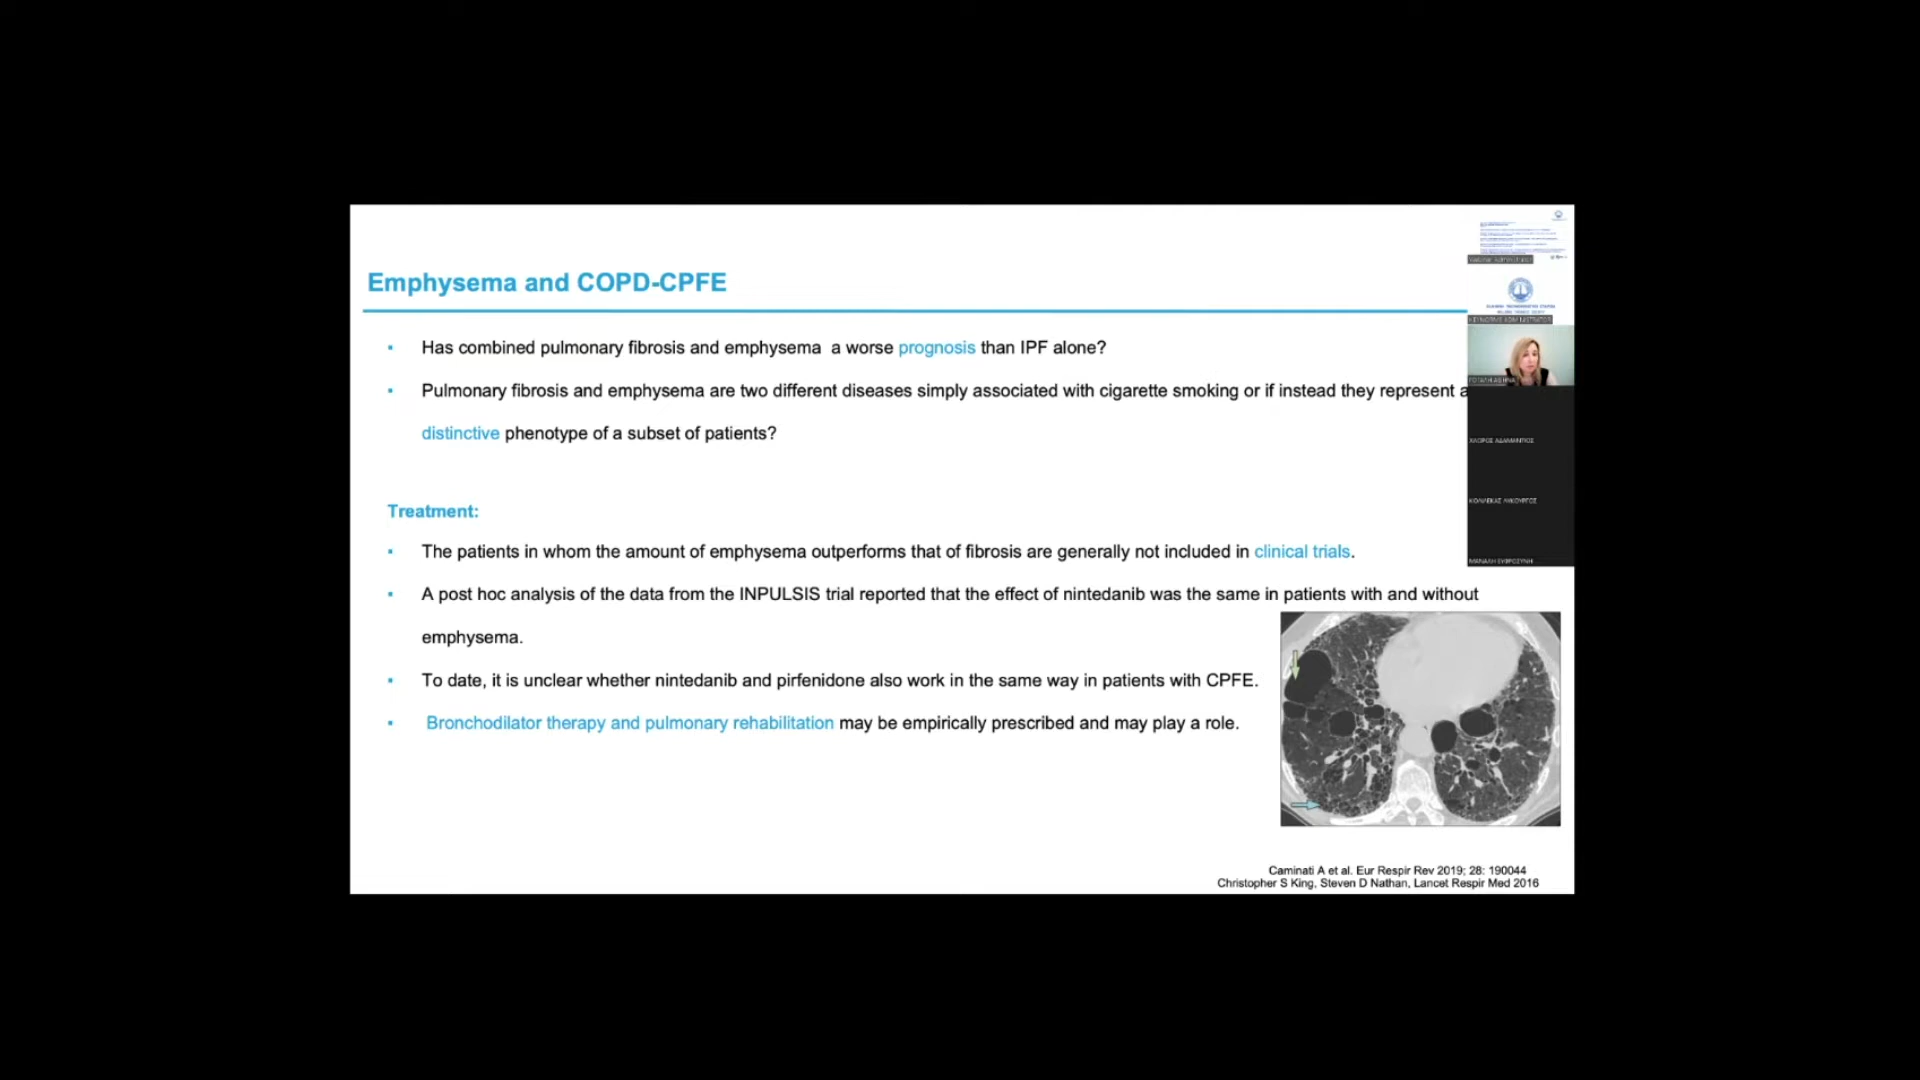 Emphysema and COPD-CPFE
Has combined pulmonary fibrosis and emphysema a worse prognosis than IPF alone?
Pulmonary fibrosis and emphysema are two different diseases simply associated with cigarette smoking or if instead they represent a
distinctive phenotype of a subset of patients?
Treatment:
The patients in whom the amount of emphysema outperforms that of fibrosis are generally not included in clinical trials.
A post hoc analysis of the data from the INPULSIS trial reported that the effect of nintedanib was the same in patients with and without
emphysema.
To date, it is unclear whether nintedanib and pirfenidone also work in the same way in patients with CPFE.
Bronchodilator therapy and pulmonary rehabilitation may be empirically prescribed and may play a role.
Caminati A et al. Eur Respir Rev 2019; 28: 190044
Christopher S King, Steven D Nathan, Lancet Respir Med 2016
ΧΛΩΡΟΣ ΑΔΑΜΑΝΤΙΟΣ